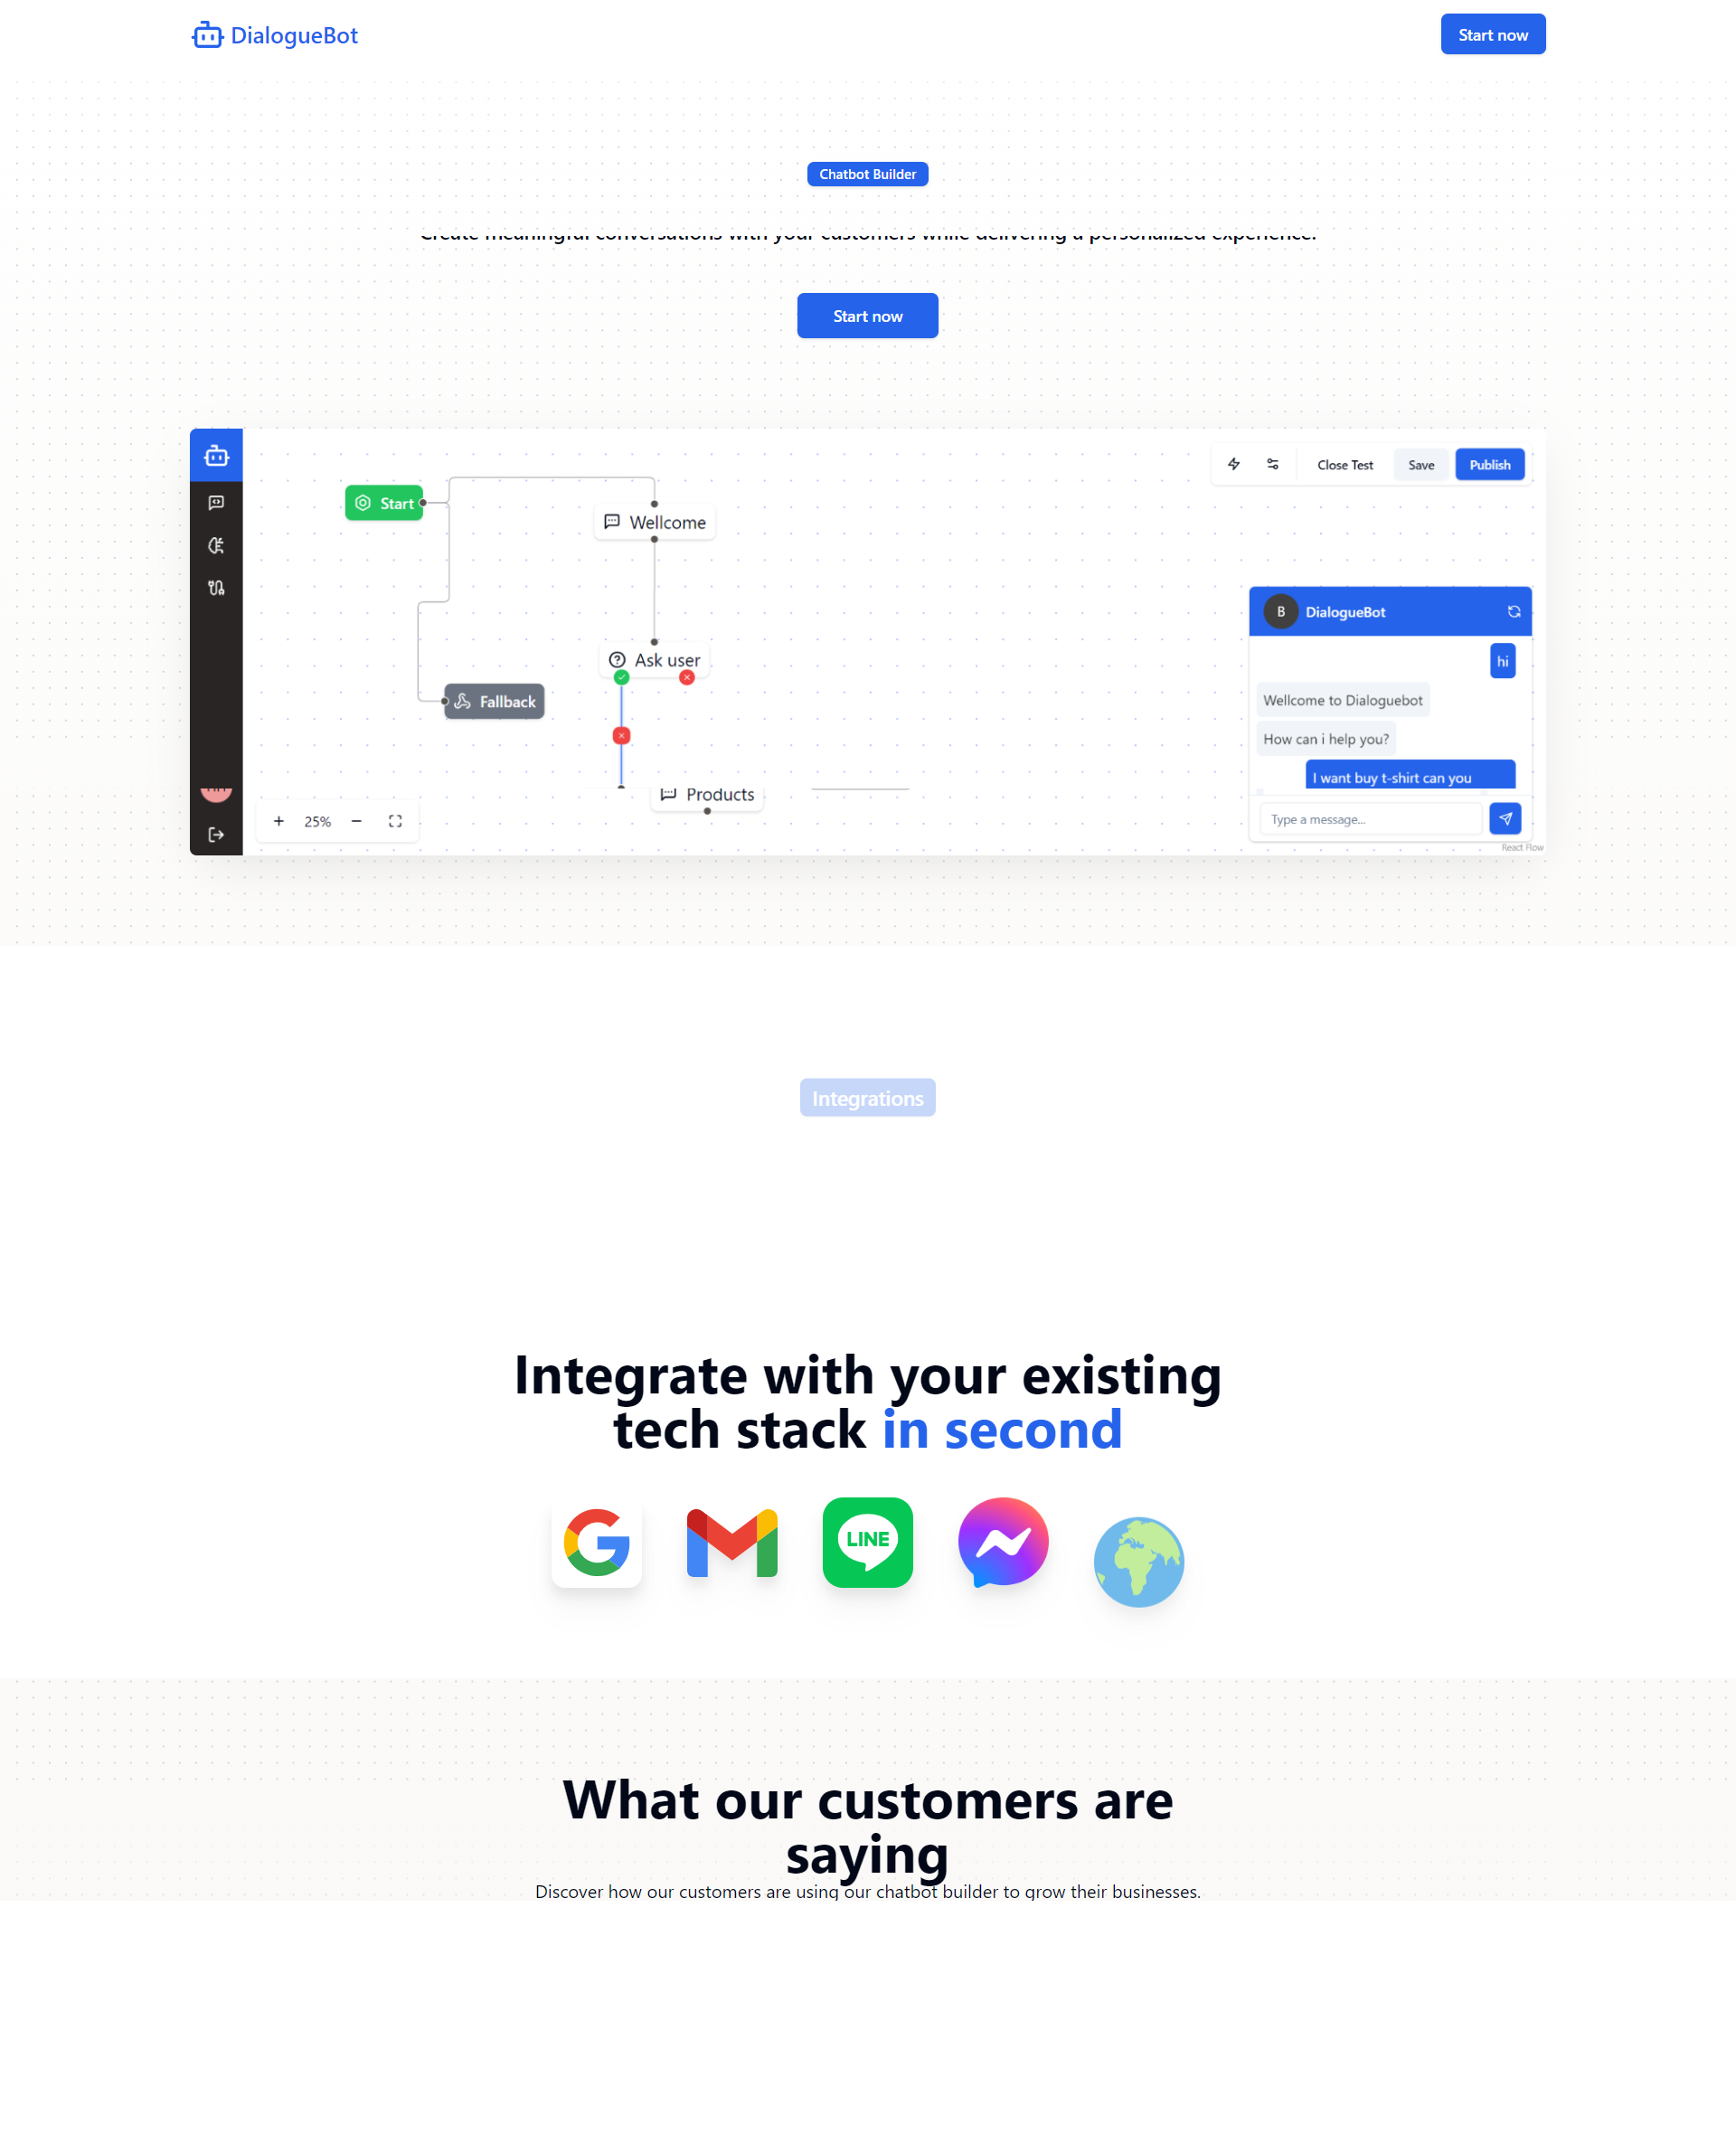 DialogueBot
Start now
Chatbot Builder
Create meaningful conversations with your customers while delivering a personalized experience.
Start now
Close Test
Save
Publish
Start
Wellcome
Ask user
Fallback
Products
25%
B
DialogueBot
hi
Wellcome to Dialoguebot
How can i help you?
I want buy t-shirt can you
Type a message...
React Flow
Integrations
Integrate with your existing
tech stack in second
LINE
What our customers are
saying
Discover how our customers are using our chatbot builder to grow their businesses.